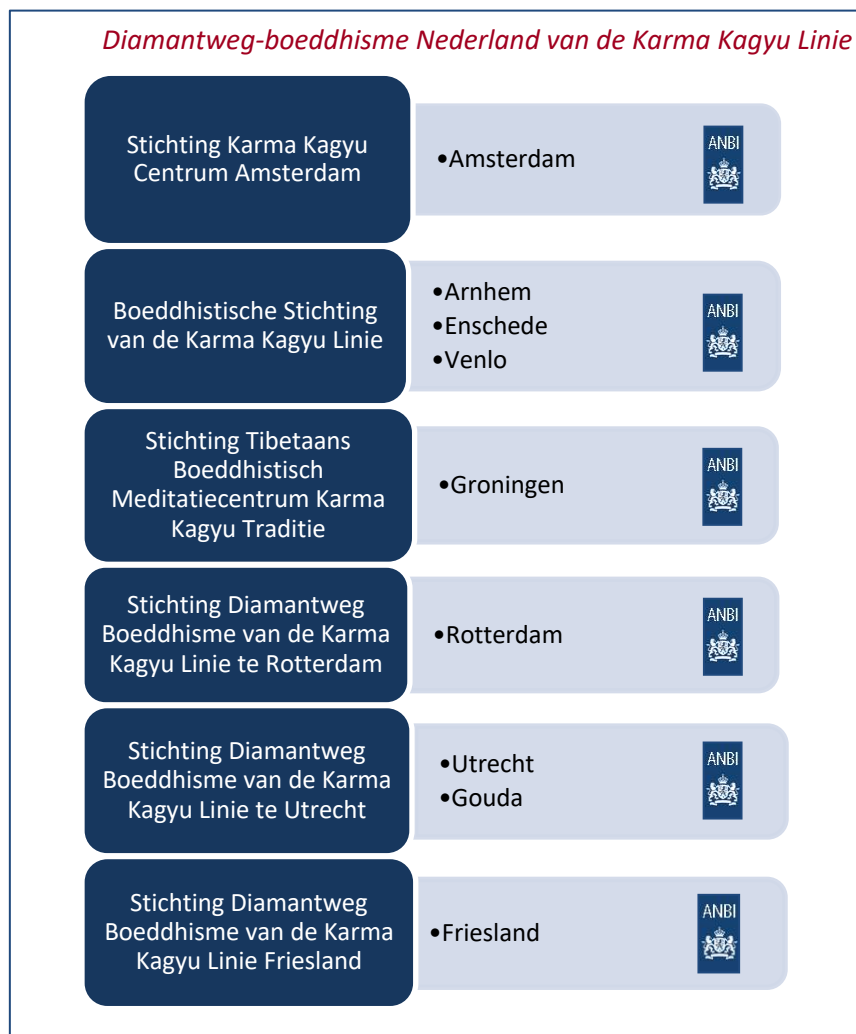 Diamantweg-boeddhisme Nederland van de Karma Kagyu Linie
Stichting Karma Kagyu
Centrum Amsterdam
•Amsterdam
ANBI
Boeddhistische Stichting
van de Karma Kagyu Linie
•Arnhem
•Enschede
•Venlo
ANBI
Stichting Tibetaans
Boeddhistisch
Meditatiecentrum Karma
Kagyu Traditie
•Groningen
ANBI
Stichting Diamantweg
Boeddhisme van de Karma
Kagyu Linie te Rotterdam
•Rotterdam
ANBI
Stichting Diamantweg
Boeddhisme van de Karma
Kagyu Linie te Utrecht
•Utrecht
•Gouda
ANBI
Stichting Diamantweg
Boeddhisme van de Karma
Kagyu Linie Friesland
•Friesland
ANBI